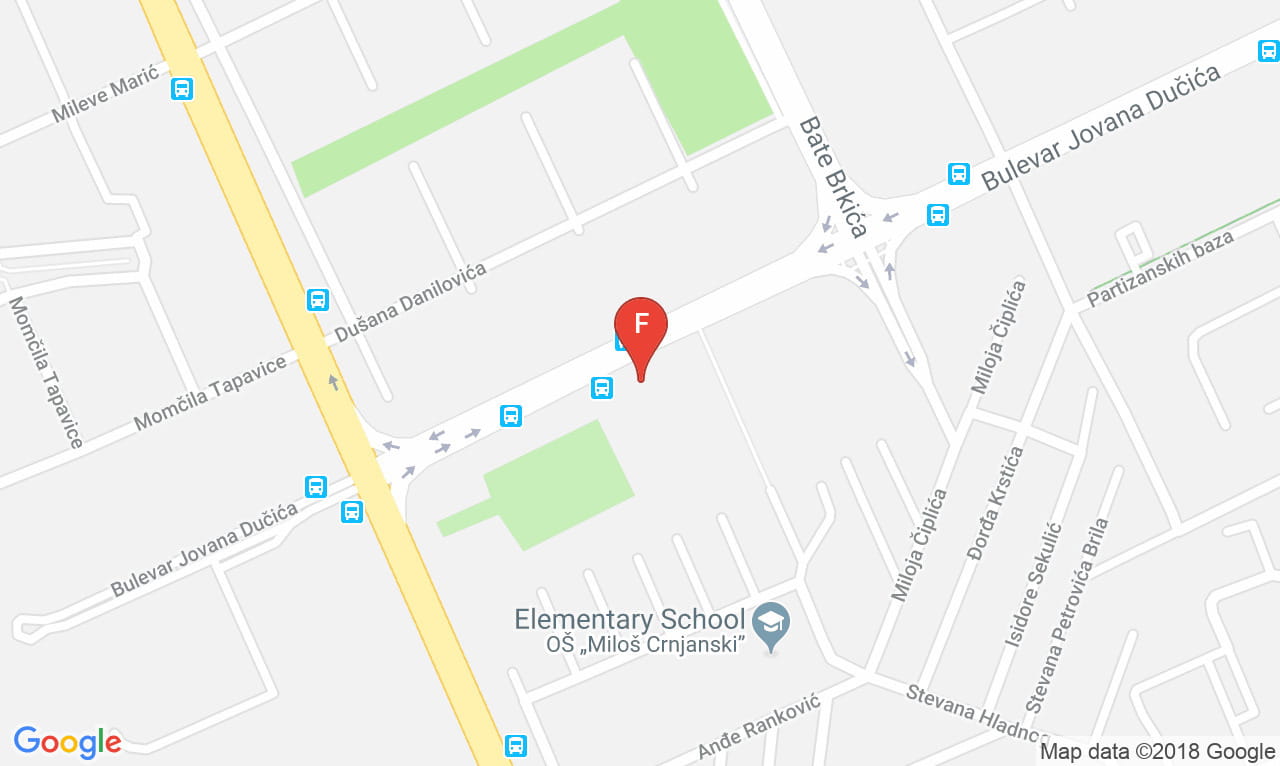 Mileve Marić
Bate Brkića
Bulevar Jovana Dučića
Partizanskih baza
Dušana Danilovića
Momčila Tapavice
Momčila Tapavice
F
Miloja Čiplića
Bulevar Jovana Dučića
Miloja Čiplića
Đorđa Krstića
Isidore Sekulić
Stevana Petrovića Brila
Elementary School
OŠ „Miloš Crnjanski”
Anđe Ranković
Stevana Hladnoc
Google
Map data ©2018 Google